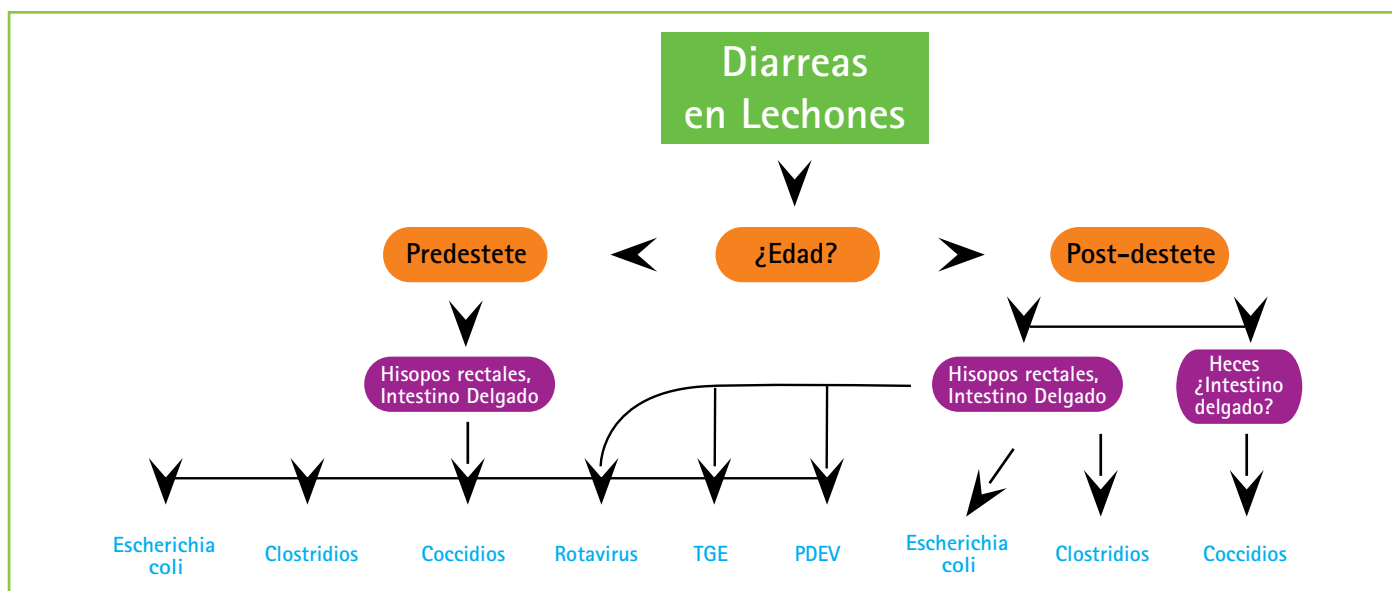 Diarreas
en Lechones
Predestete
¿Edad?
Post-destete
Hisopos rectales,
Intestino Delgado
Hisopos rectales,
Intestino Delgado
Heces
¿Intestino
delgado?
Escherichia
coli
Clostridios
Coccidios
Rotavirus
TGE
PDEV
Escherichia
coli
Clostridios
Coccidios